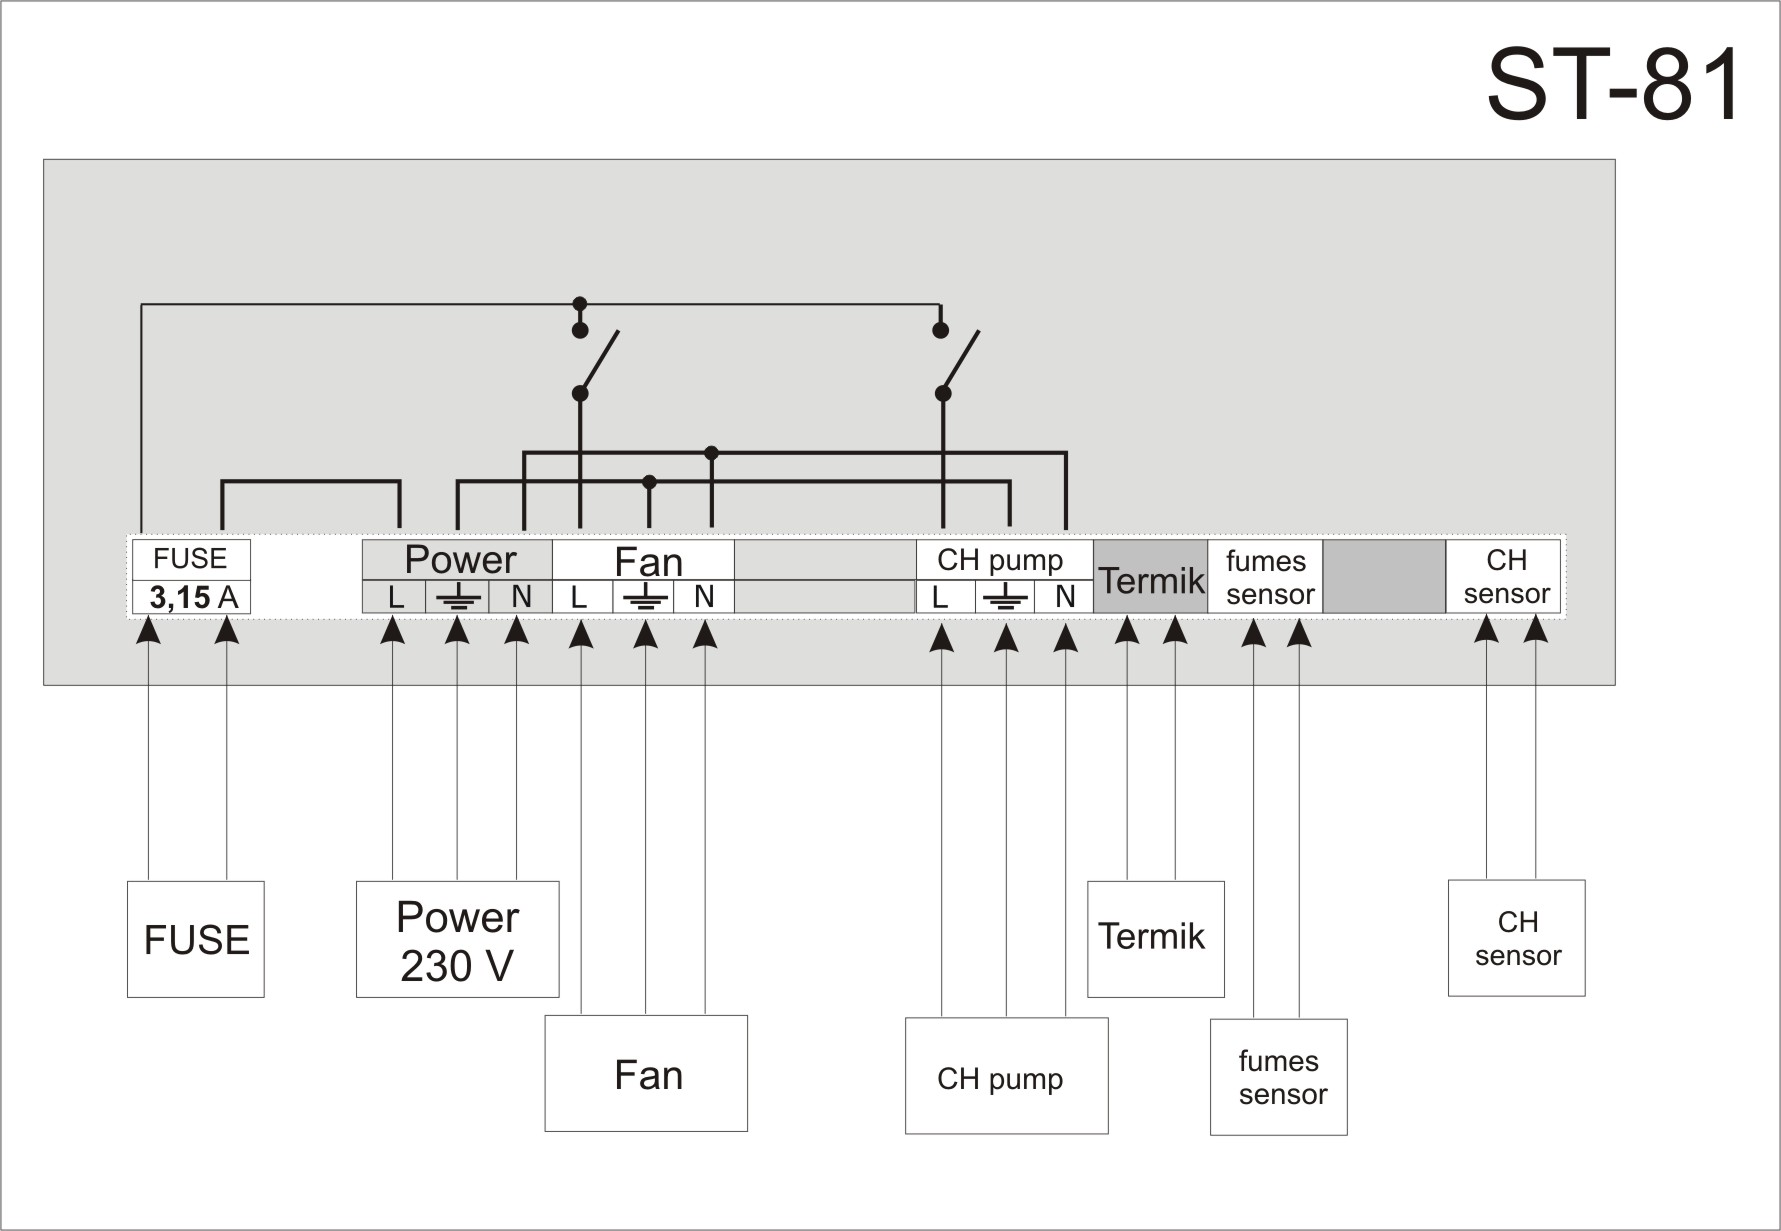 ST-81
FUSE
3,15 A
Power
L N
Fan
L N
CH pump
L N
Termik
fumes
sensor
CH
sensor
FUSE
Power
230 V
Fan
CH pump
Termik
fumes
sensor
CH
sensor